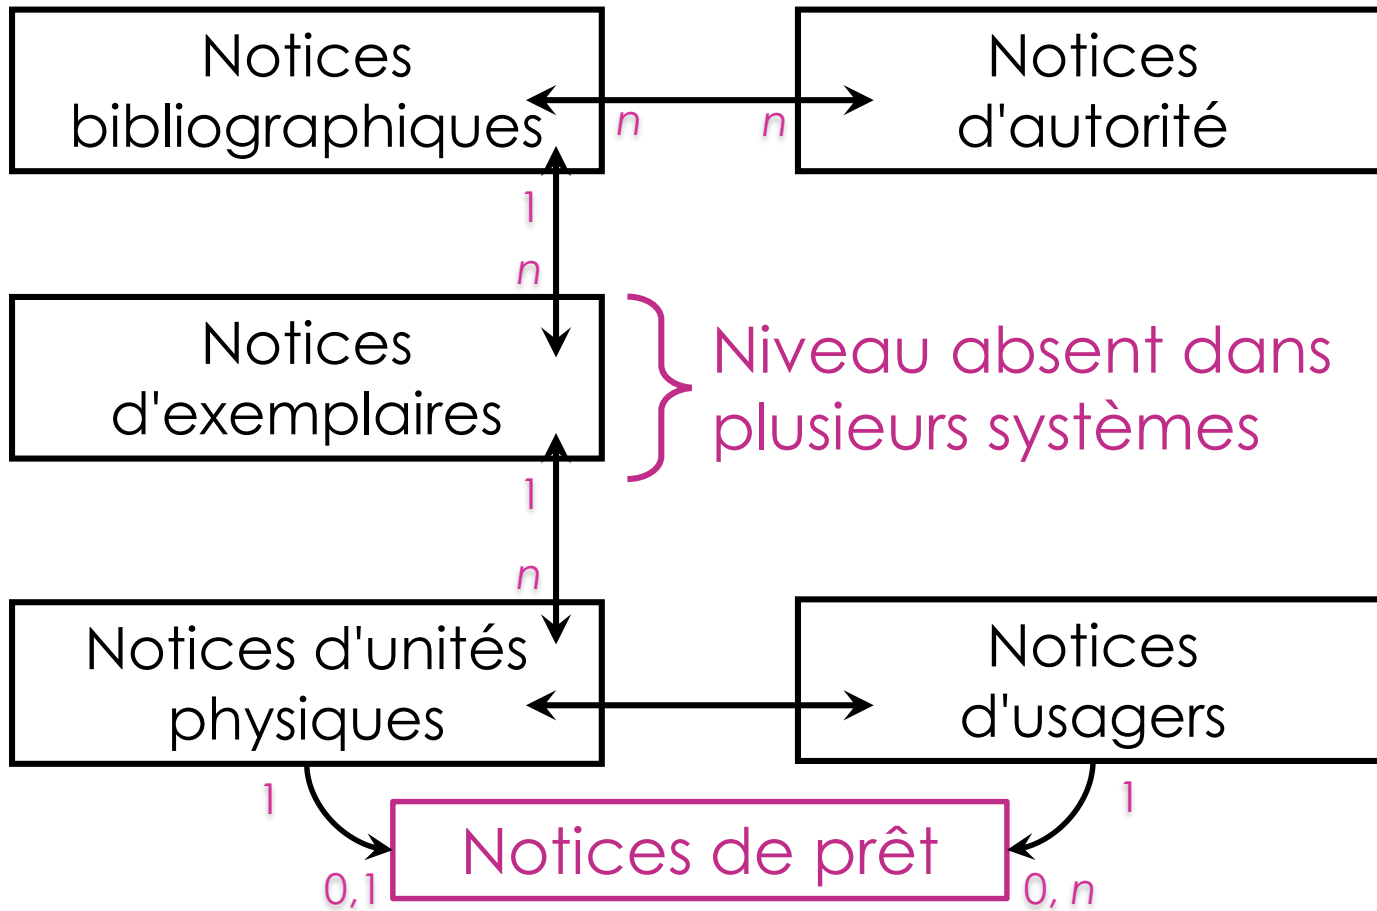 Notices
bibliographiques
Notices
d'autorité
n
n
1
n
Notices
d'exemplaires
Niveau absent dans
plusieurs systèmes
1
n
Notices d'unités
physiques
Notices
d'usagers
1
1
Notices de prêt
0,1
0, n